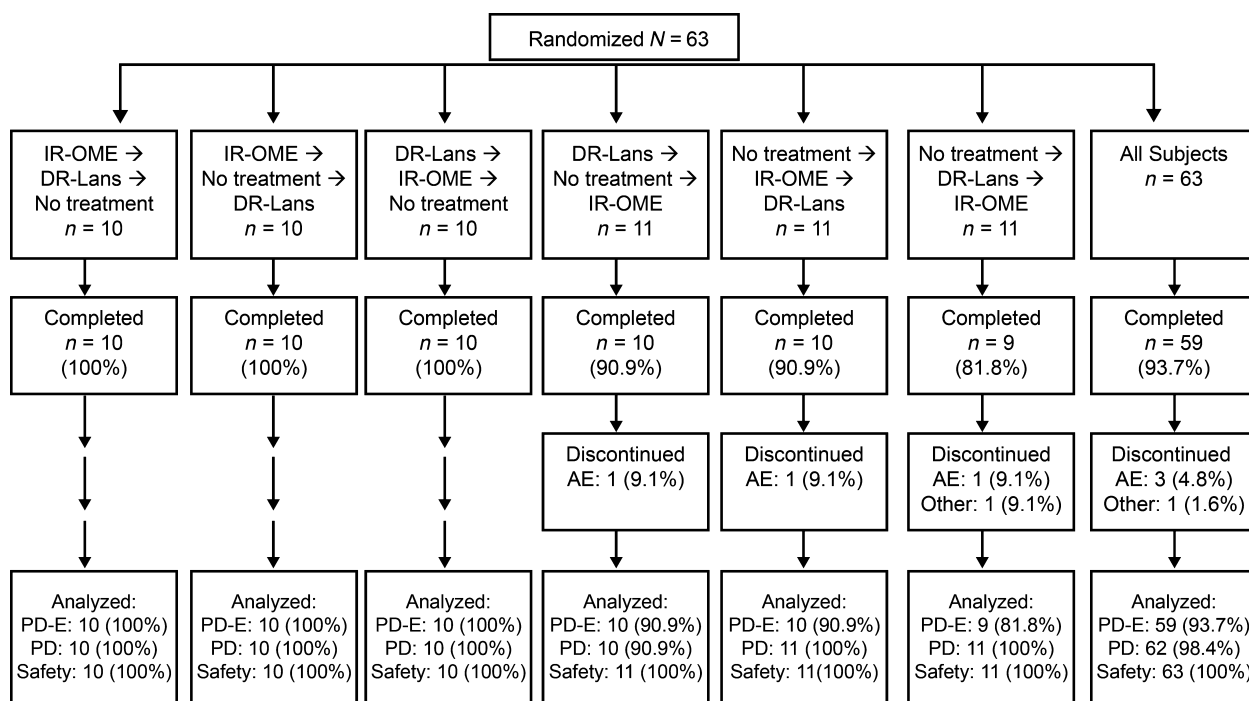 Randomized N = 63
IR-OME →
DR-Lans →
No treatment
n = 10
IR-OME →
No treatment →
DR-Lans
n = 10
DR-Lans →
IR-OME →
No treatment
n = 10
DR-Lans →
No treatment →
IR-OME
n = 11
No treatment →
IR-OME →
DR-Lans
n = 11
No treatment →
DR-Lans →
IR-OME
n = 11
All Subjects
n = 63
Completed
n = 10
(100%)
Completed
n = 10
(100%)
Completed
n = 10
(100%)
Completed
n = 10
(90.9%)
Completed
n = 10
(90.9%)
Completed
n = 9
(81.8%)
Completed
n = 59
(93.7%)
Discontinued
AE: 1 (9.1%)
Discontinued
AE: 1 (9.1%)
Discontinued
AE: 1 (9.1%)
Other: 1 (9.1%)
Discontinued
AE: 3 (4.8%)
Other: 1 (1.6%)
Analyzed:
PD-E: 10 (100%)
PD: 10 (100%)
Safety: 10 (100%)
Analyzed:
PD-E: 10 (100%)
PD: 10 (100%)
Safety: 10 (100%)
Analyzed:
PD-E: 10 (100%)
PD: 10 (100%)
Safety: 10 (100%)
Analyzed:
PD-E: 10 (90.9%)
PD: 10 (90.9%)
Safety: 11 (100%)
Analyzed:
PD-E: 10 (90.9%)
PD: 11 (100%)
Safety: 11(100%)
Analyzed:
PD-E: 9 (81.8%)
PD: 11 (100%)
Safety: 11 (100%)
Analyzed:
PD-E: 59 (93.7%)
PD: 62 (98.4%)
Safety: 63 (100%)